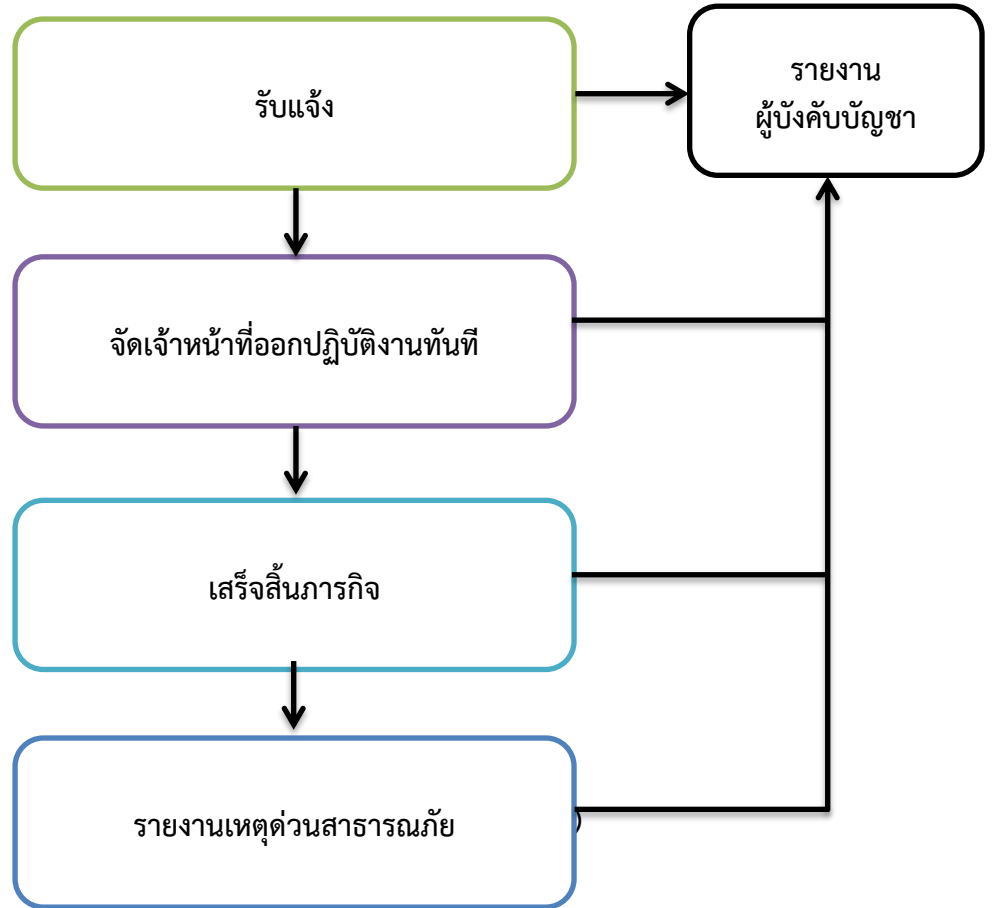 รับแจ้ง
รายงาน
ผู้บังคับบัญชา
จัดเจ้าหน้าที่ออกปฏิบัติงานทันที
เสร็จสิ้นภารกิจ
รายงานเหตุด่วนสาธารณภัย
)